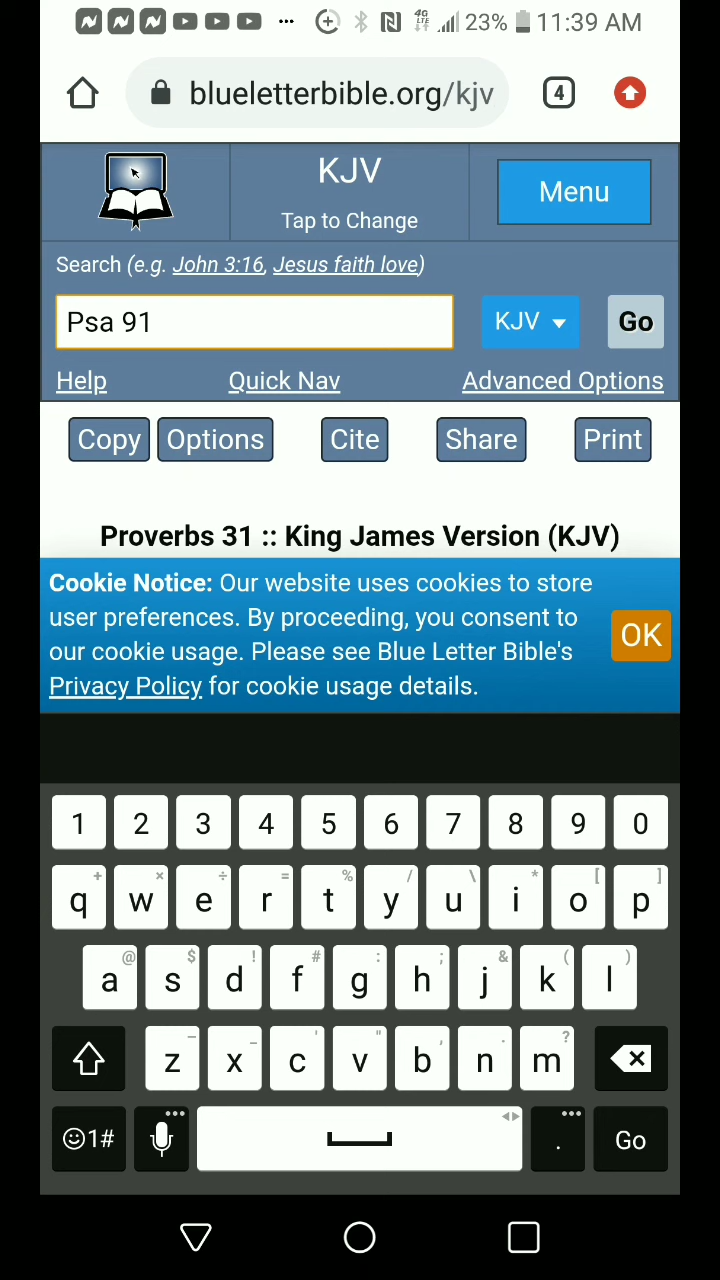 4G LTE 23% 11:39 AM
blueletterbible.org/kjv 4
KJV
Tap to Change
Menu
Search (e.g. John 3:16, Jesus faith love)
Psa 91 KJV Go
Help Quick Nav Advanced Options
Copy Options Cite Share Print
Proverbs 31 :: King James Version (KJV)
Cookie Notice: Our website uses cookies to store
user preferences. By proceeding, you consent to
our cookie usage. Please see Blue Letter Bible's
Privacy Policy for cookie usage details.
OK
1 2 3 4 5 6 7 8 9 0
+ × ÷ = % / \ * [ ]
q w e r t y u i o p
@ $ ! # : ; & ( )
a s d f g h j k l
– _ ' " , . ?
z x c v b n m
1# . Go